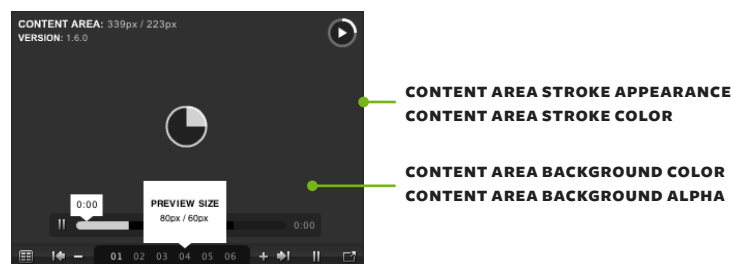 CONTENT AREA: 339px / 223px
VERSION: 1.6.0
CONTENT AREA STROKE APPEARANCE
CONTENT AREA STROKE COLOR
CONTENT AREA BACKGROUND COLOR
CONTENT AREA BACKGROUND ALPHA
0:00
PREVIEW SIZE
80px / 60px
0:00
01 02 03 04 05 06